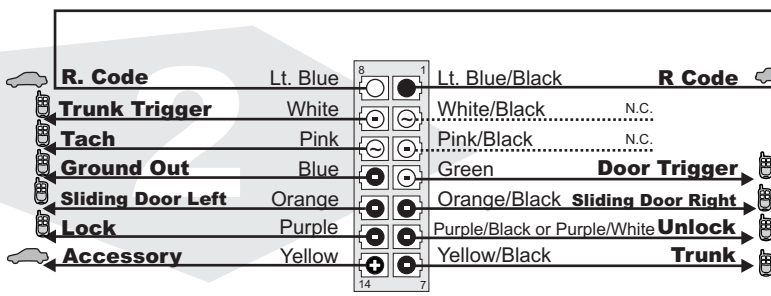 8 1
R. Code Lt. Blue Lt. Blue/Black R Code
Trunk Trigger White White/Black N.C.
Tach Pink Pink/Black N.C.
Ground Out Blue Green Door Trigger
Sliding Door Left Orange Orange/Black Sliding Door Right
Lock Purple Purple/Black or Purple/White Unlock
Accessory Yellow Yellow/Black Trunk
14 7
2